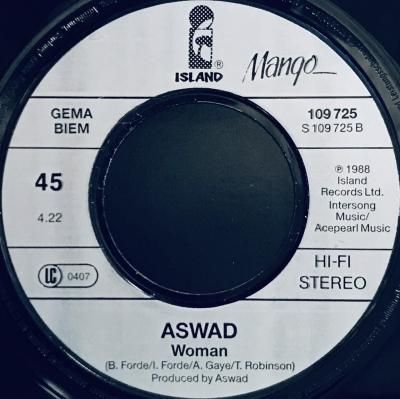 ISLAND ®
Mango
GEMA
BIEM
109 725
S 109 725 B
45
4.22
℗ 1988
Island
Records Ltd.
Intersong
Music/
Acepearl Music
LC 0407
HI-FI
STEREO
ASWAD
Woman
(B. Forde/I. Forde/A. Gaye/T. Robinson)
Produced by Aswad